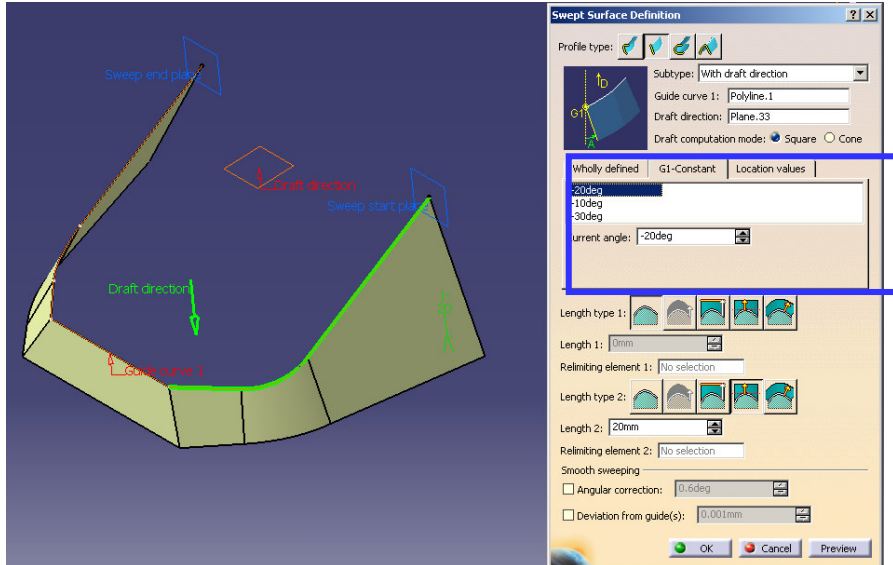 Sweep end plane
Draft direction
Sweep start plane
Draft direction
20
Guide curve 1
Swept Surface Definition
Profile type:
D
G1
A
Subtype: With draft direction
Guide curve 1: Polyline.1
Draft direction: Plane.33
Draft computation mode: Square Cone
Wholly defined G1-Constant Location values
-20deg
-10deg
-30deg
urrent angle: -20deg
Length type 1:
Length 1: 0mm
Relimiting element 1: No selection
Length type 2:
Length 2: 20mm
Relimiting element 2: No selection
Smooth sweeping
Angular correction: 0.6deg
Deviation from guide(s): 0.001mm
OK Cancel Preview